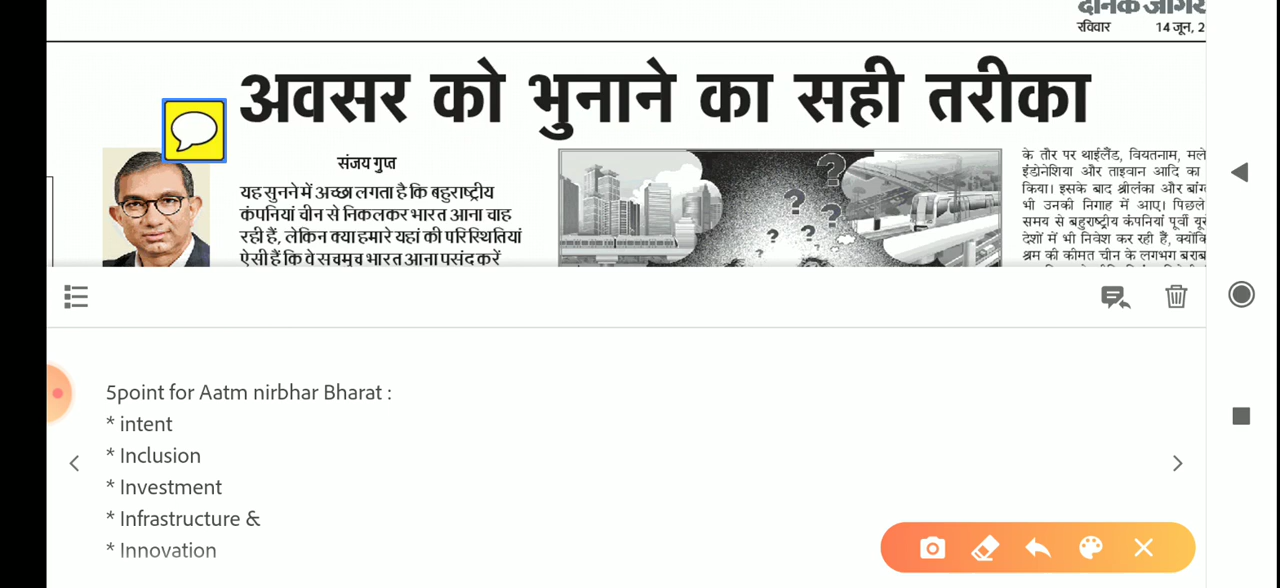 दैनिक जागर
रविवार 14 जून, 2
अवसर को भुनाने का सही तरीका
संजय गुप्त
यह सुनने में अच्छा लगता है कि बहुराष्ट्रीय
कंपनियां चीन से निकलकर भारत आना चाह
रही हैं, लेकिन क्या हमारे यहां की परिस्थितियां
ऐसी हैं कि वे सचमुच भारत आना पसंद करें
? ? ? ? ? ?
के तौर पर थाईलैंड, वियतनाम, मले
इंडोनेशिया और ताइवान आदि का
किया। इसके बाद श्रीलंका और बांग
भी उनकी निगाह में आए। पिछले
समय से बहुराष्ट्रीय कंपनियां पूर्वी यूर
देशों में भी निवेश कर रही हैं, क्योंकि
श्रम की कीमत चीन के लगभग बराब
5point for Aatm nirbhar Bharat :
* intent
* Inclusion
* Investment
* Infrastructure &
* Innovation